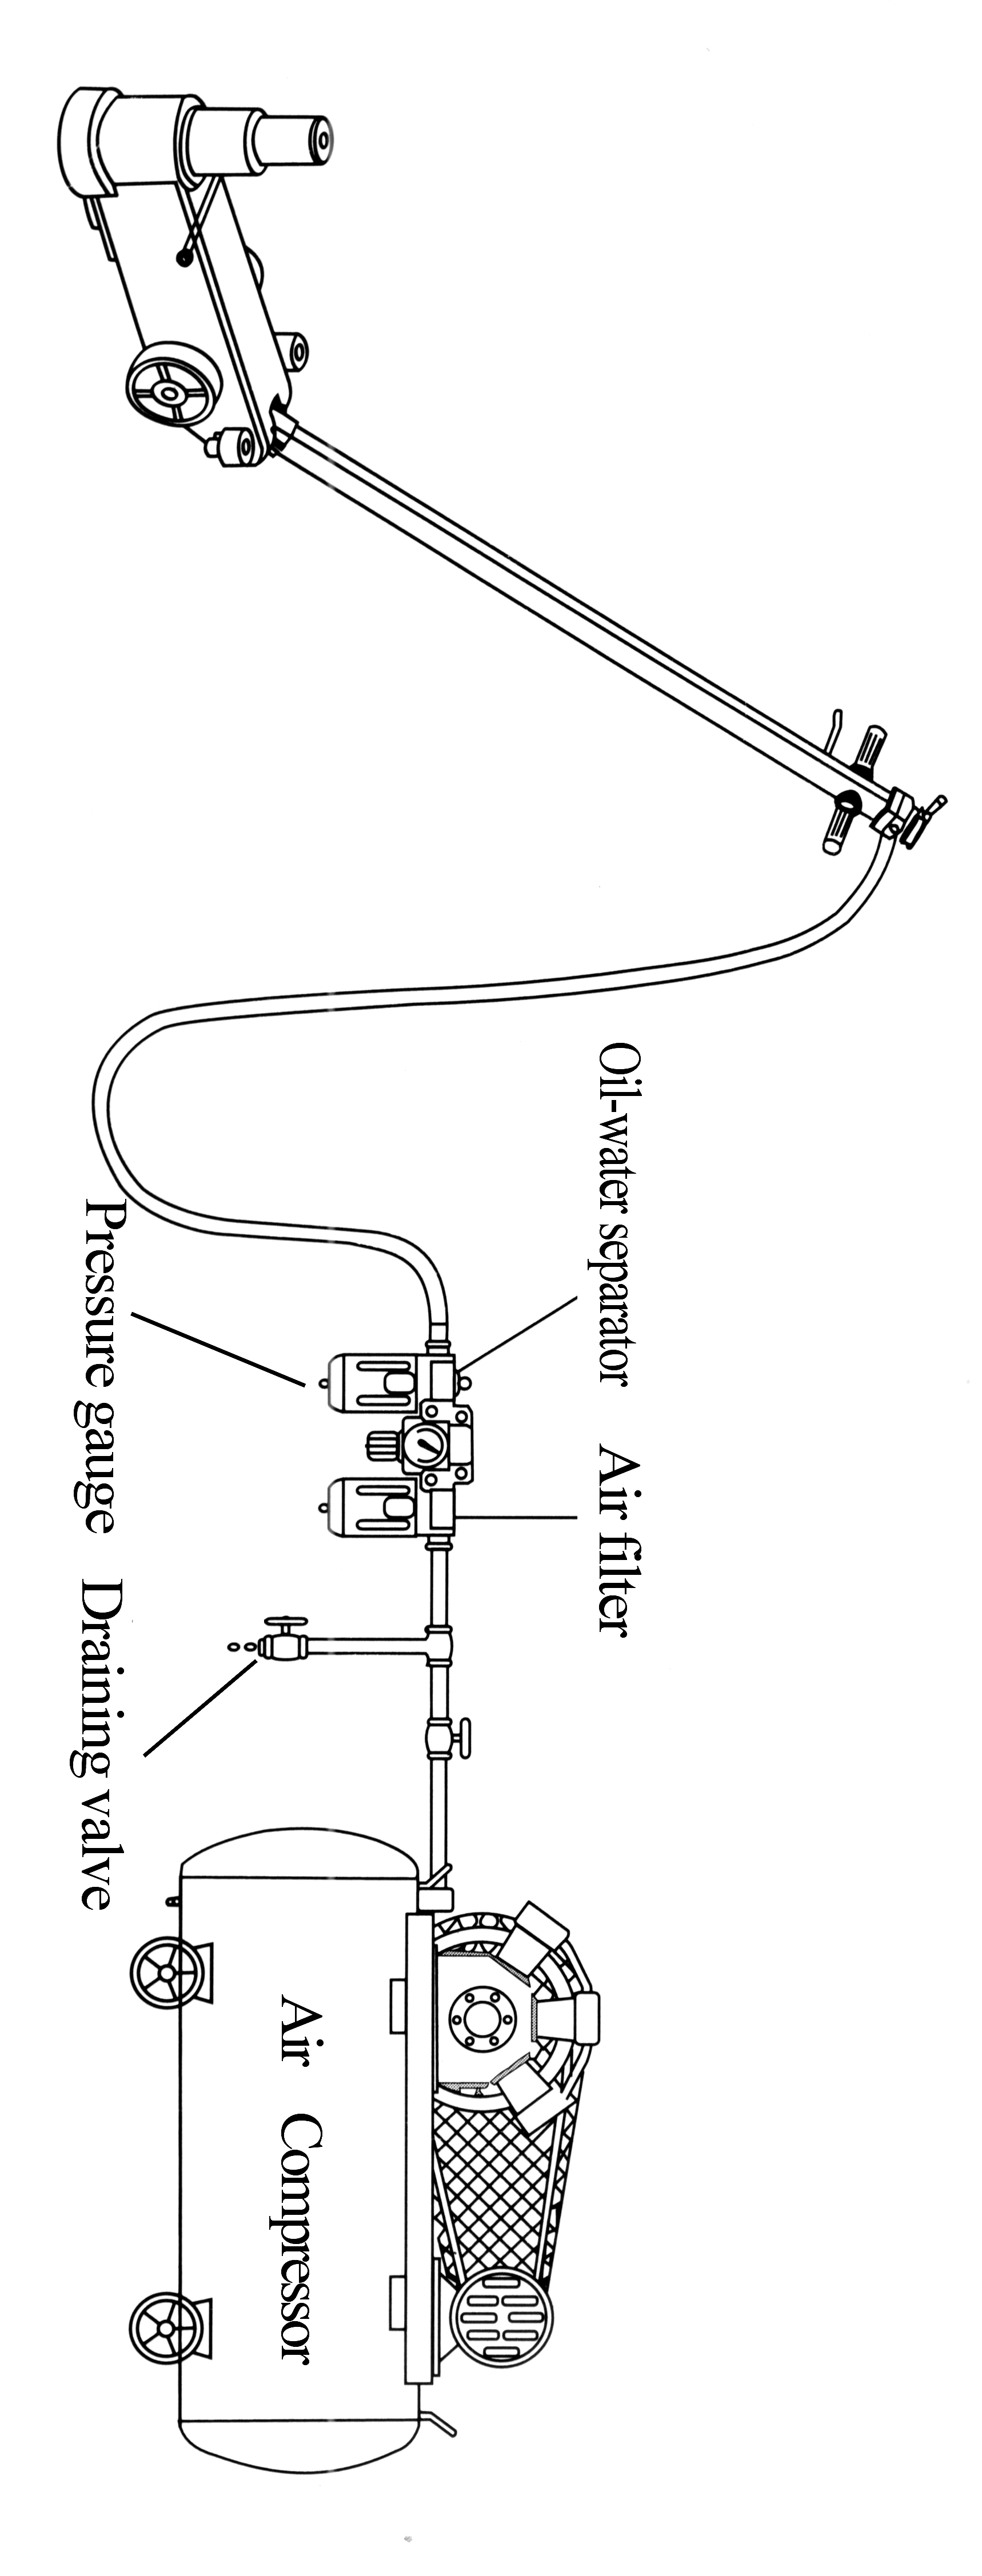 Oil-water separator
Air filter
Pressure gauge
Draining valve
Air Compressor